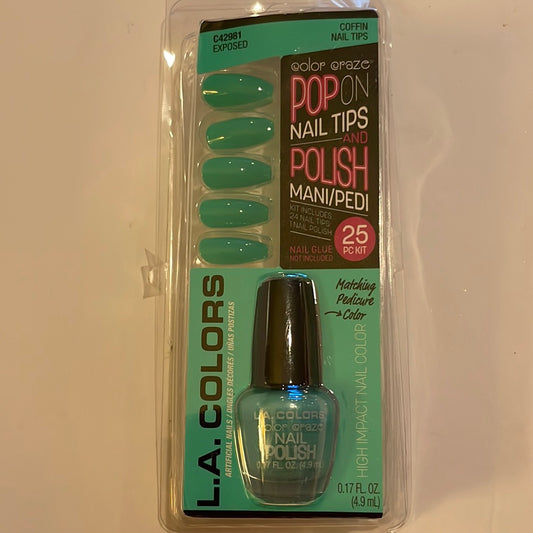 C42981
EXPOSED
COFFIN
NAIL TIPS
color craze
POP ON
NAIL TIPS
AND
POLISH
MANI/PEDI
KIT INCLUDES
24 NAIL TIPS
1 NAIL POLISH
NAIL GLUE
NOT INCLUDED
25
PC KIT
Matching
Pedicure
Color
L.A. COLORS
ARTIFICIAL NAILS / ONGLES DÉCORÉS / UÑAS POSTIZAS
HIGH IMPACT NAIL COLOR
L.A. COLORS
color craze
NAIL
POLISH
0.17 FL. OZ. (4.9 mL)
0.17 FL. OZ.
(4.9 mL)